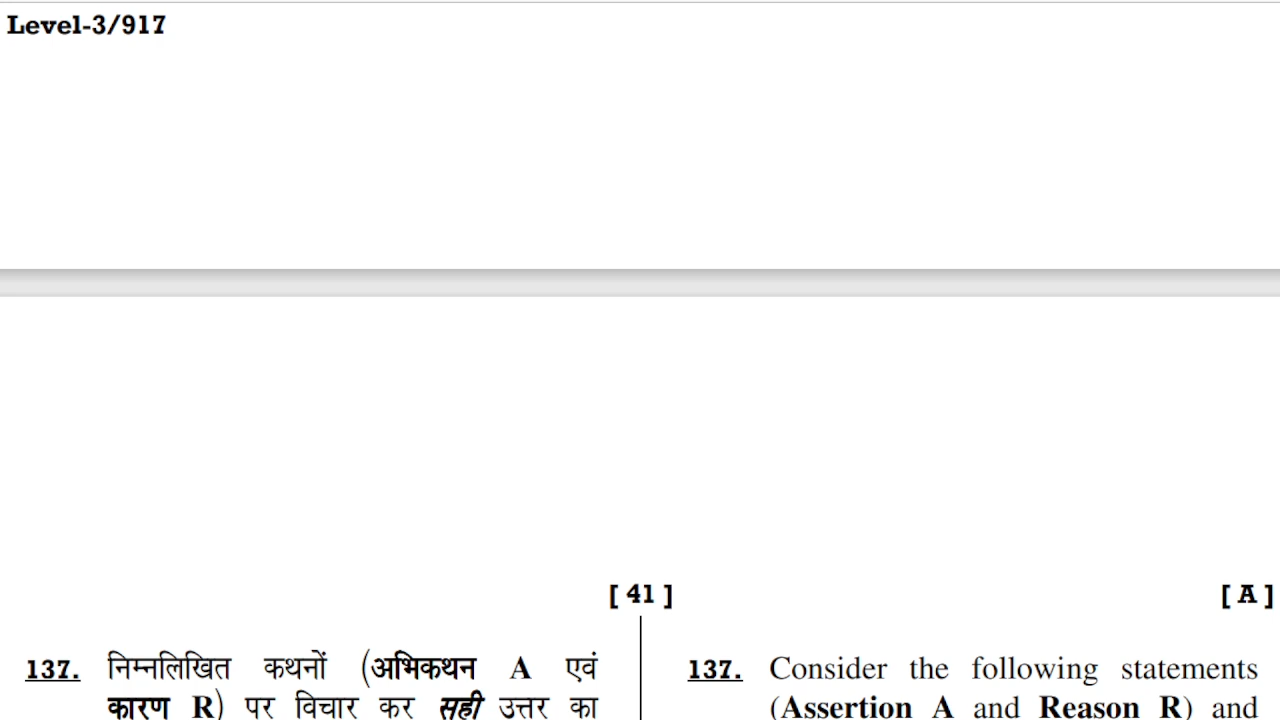 Level-3/917
[ 41 ]
[ A ]
137. निम्नलिखित कथनों (अभिकथन A एवं
कारण R) पर विचार कर सही उत्तर का
137. Consider the following statements
(Assertion A and Reason R) and